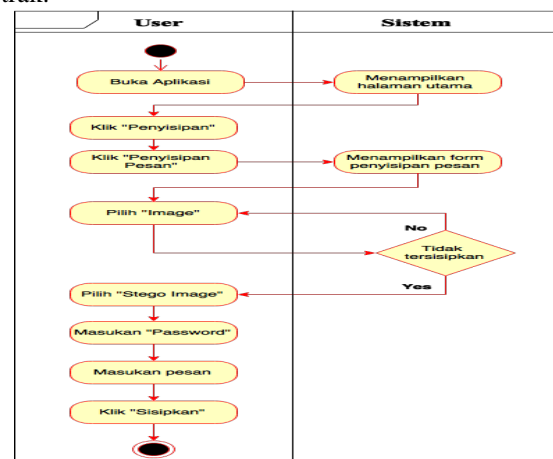 User
Sistem
Buka Aplikasi
Menampilkan
halaman utama
Klik "Penyisipan"
Klik "Penyisipan
Pesan"
Menampilkan form
penyisipan pesan
Pilih "Image"
No
Tidak
tersisipkan
Yes
Pilih "Stego Image"
Masukan "Password"
Masukan pesan
Klik "Sisipkan"